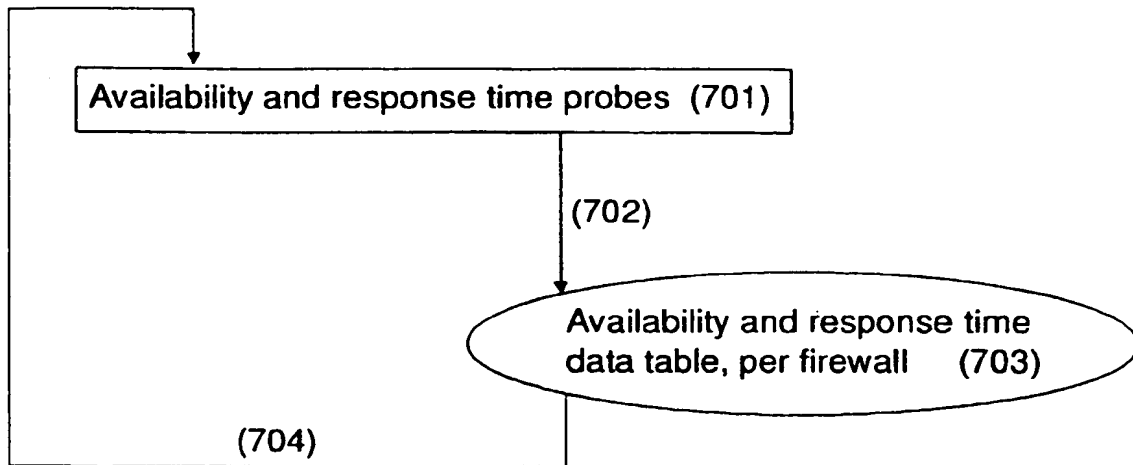 Availability and response time probes (701)
(702)
Availability and response time
data table, per firewall (703)
(704)